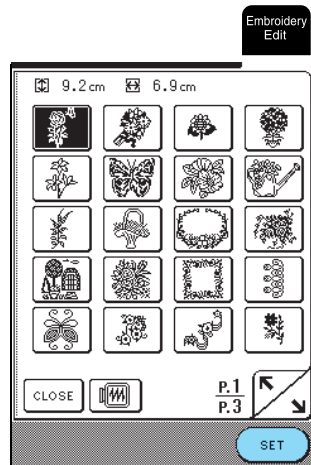 Embroidery
Edit
9.2cm 6.9cm
CLOSE
P.1
P.3
SET